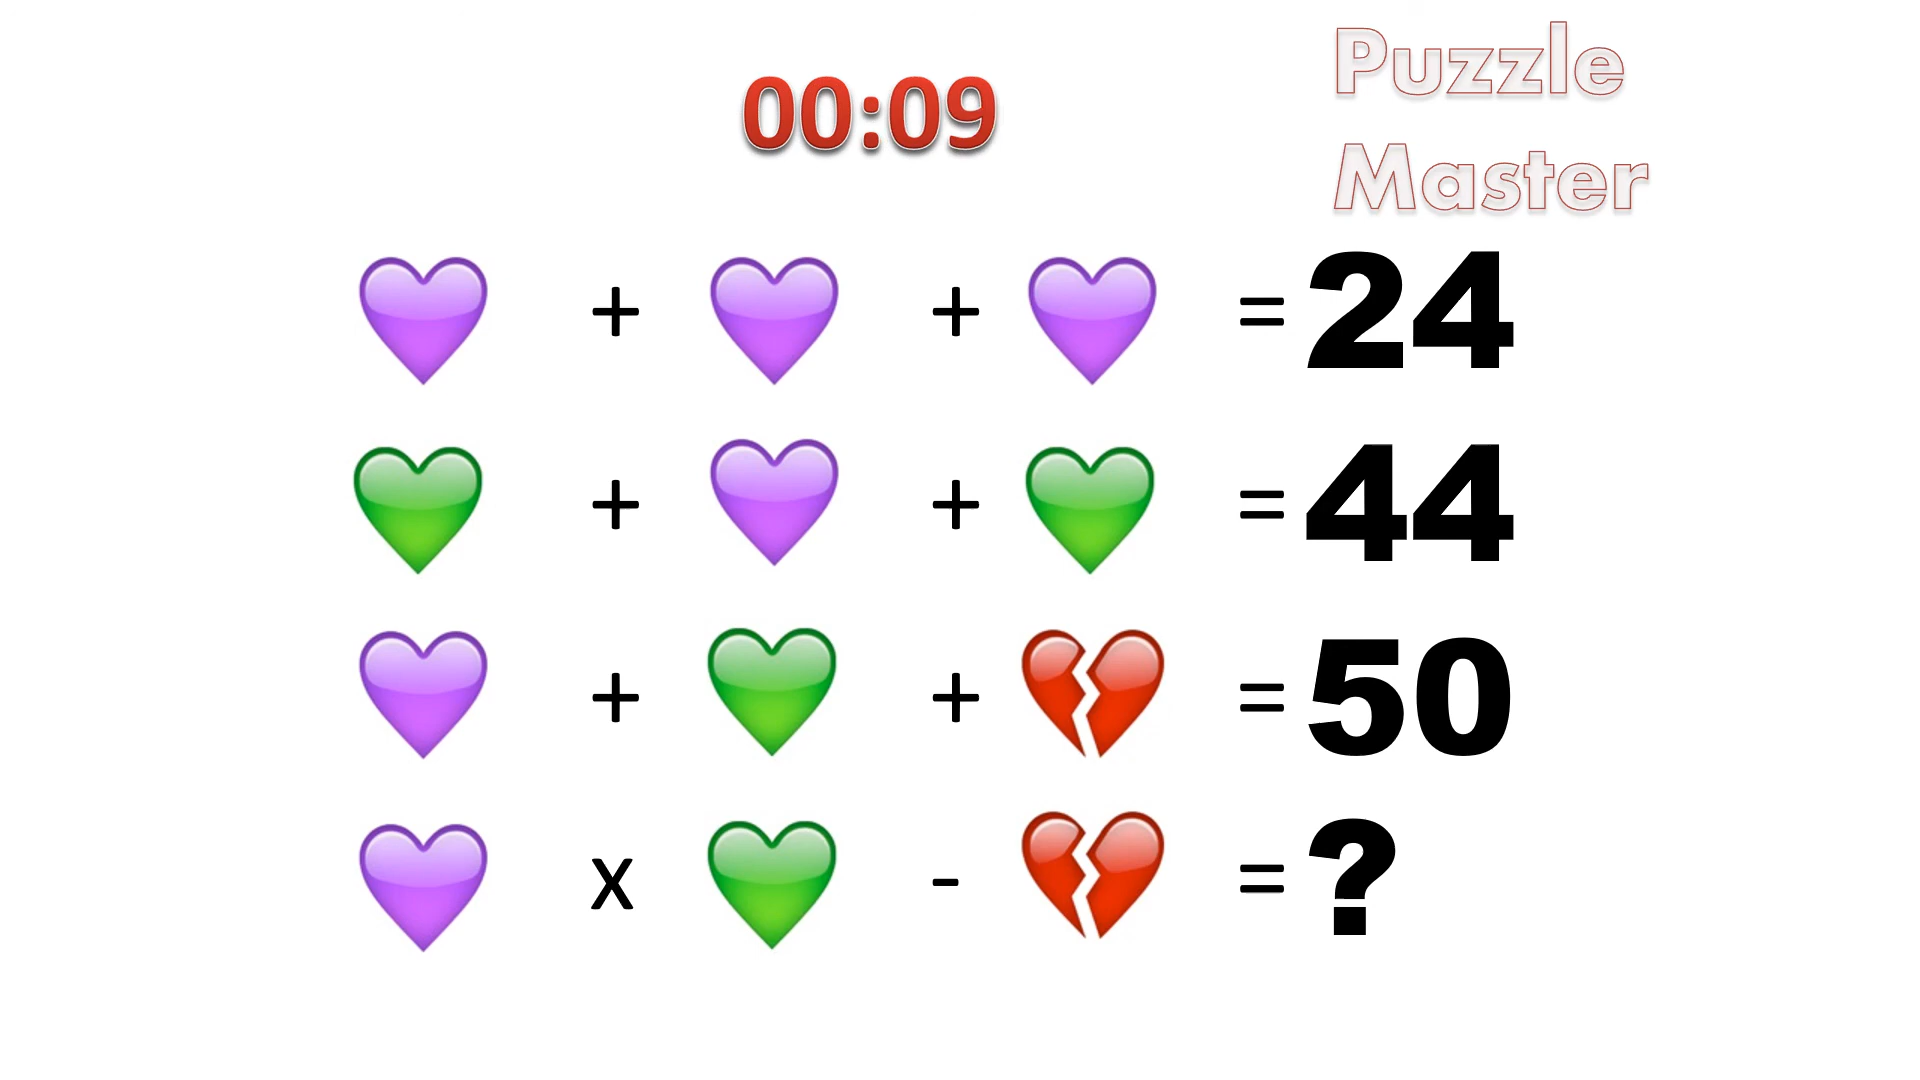 Puzzle
Master
00:09
+ + = 24
+ + = 44
+ + = 50
x - = ?